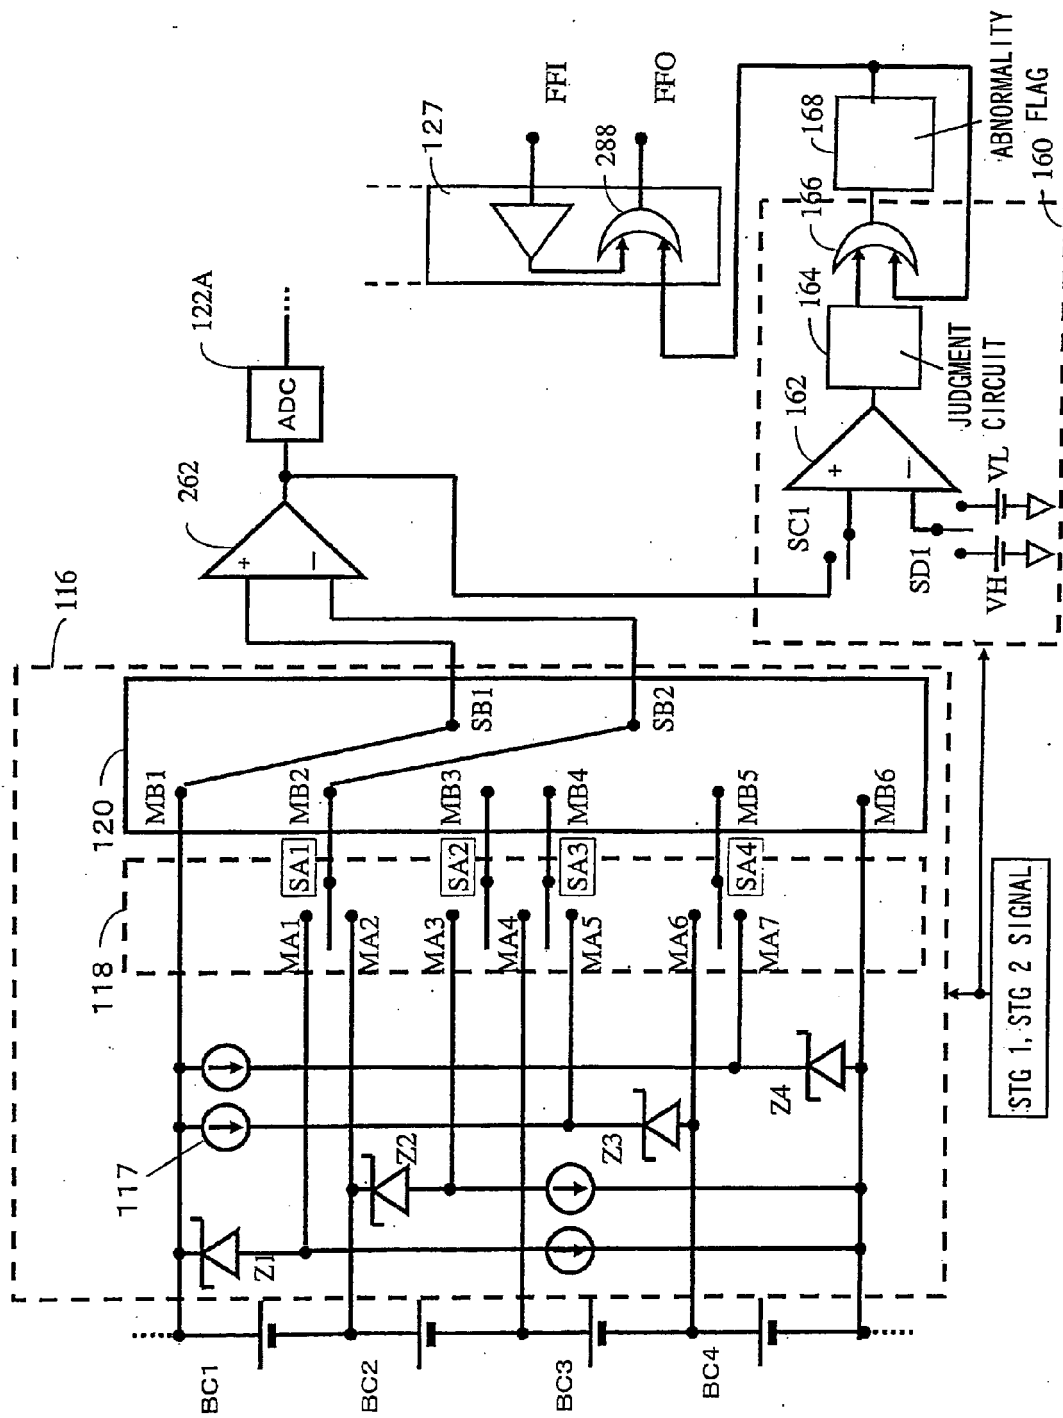 FFI
FFO
127
288
168
ABNORMALITY
FLAG
166
160
122A
ADC
164
JUDGMENT
CIRCUIT
262
+
−
162
+
−
SC1
SD1
VH
VL
116
120
MB1
MB2
MB3
MB4
MB5
MB6
SB1
SB2
118
SA1
SA2
SA3
SA4
MA1
MA2
MA3
MA4
MA5
MA6
MA7
117
Z1
Z2
Z3
Z4
STG 1, STG 2 SIGNAL
BC1
BC2
BC3
BC4